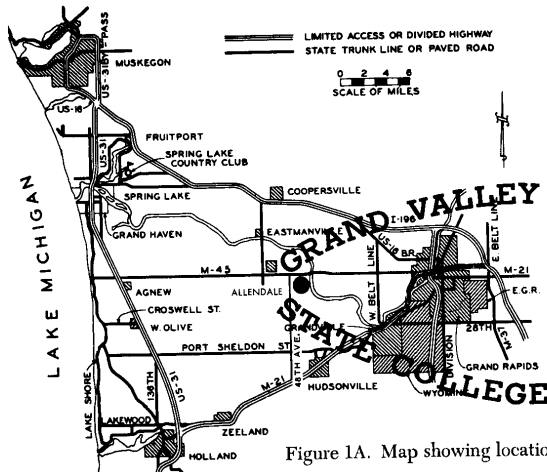 LIMITED ACCESS OR DIVIDED HIGHWAY
STATE TRUNK LINE OR PAVED ROAD
0 2 4 6
SCALE OF MILES
US-31BY-PASS
MUSKEGON
US-16
FRUITPORT
US-31
SPRING LAKE
COUNTRY CLUB
SPRING LAKE
COOPERSVILLE
GRAND VALLEY
STATE COLLEGE
LAKE MICHIGAN
GRAND HAVEN
EASTMANVILLE
I-196
US-16
BR.
E. BELT LINE
W. BELT LINE
M-45
M-21
AGNEW
ALLENDALE
E.G.R.
CROSWELL ST.
W. OLIVE
GRANDVILLE
28TH
M-37
PORT SHELDON ST.
48TH AVE.
DIVISION
GRAND RAPIDS
LAKE SHORE
136TH
US-31
M-21
HUDSONVILLE
WYOMING
LAKEWOOD
ZEELAND
HOLLAND
Figure 1A. Map showing locatio